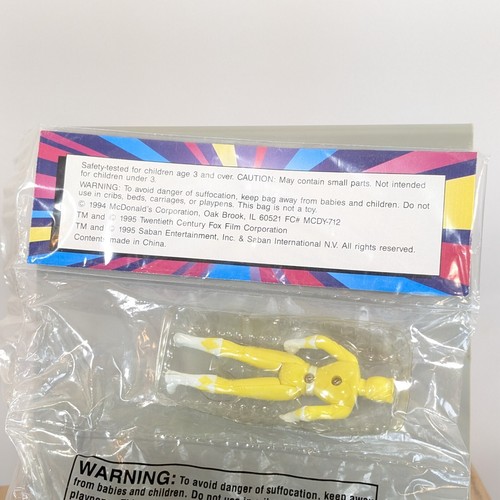 Safety-tested for children age 3 and over. CAUTION: May contain small parts. Not intended
for children under 3.
WARNING: To avoid danger of suffocation, keep bag away from babies and children. Do not
use in cribs, beds, carriages, or playpens. This bag is not a toy.
© 1994 McDonald's Corporation, Oak Brook, IL 60521 FC# MCDY-712
TM and © 1995 Twentieth Century Fox Film Corporation
TM and © 1995 Saban Entertainment, Inc. & Saban International N.V. All rights reserved.
Contents made in China.
WARNING: To avoid danger of suffocation, keep
from babies and children. Do not use in